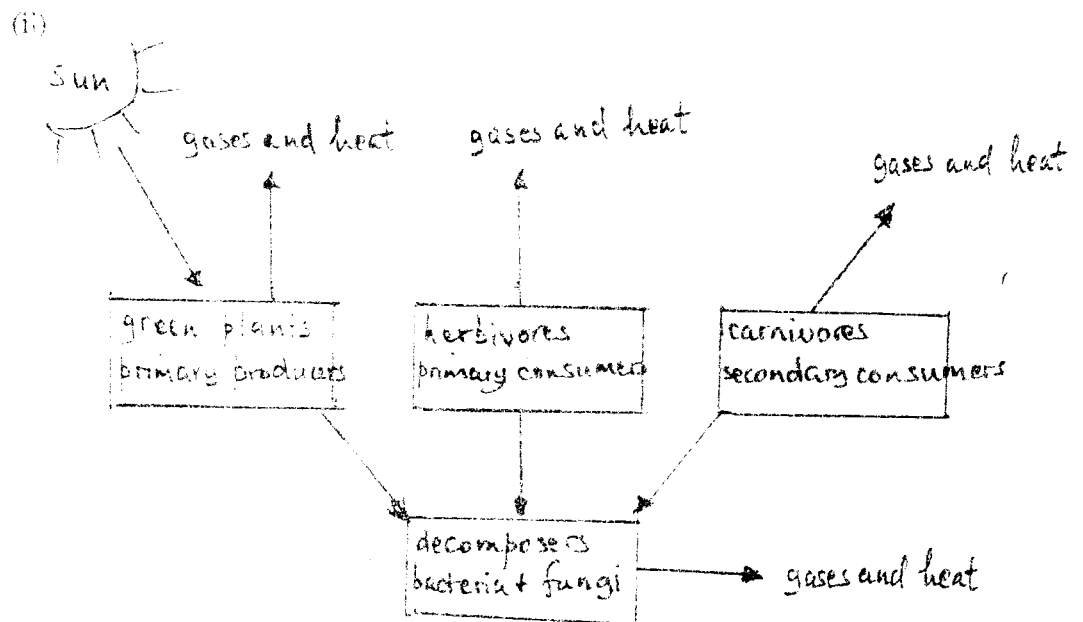 (ii)
Sun
gases and heat
gases and heat
gases and heat
green plants
primary producers
herbivores
primary consumers
carnivores
secondary consumers
decomposers
bacteria + fungi
gases and heat